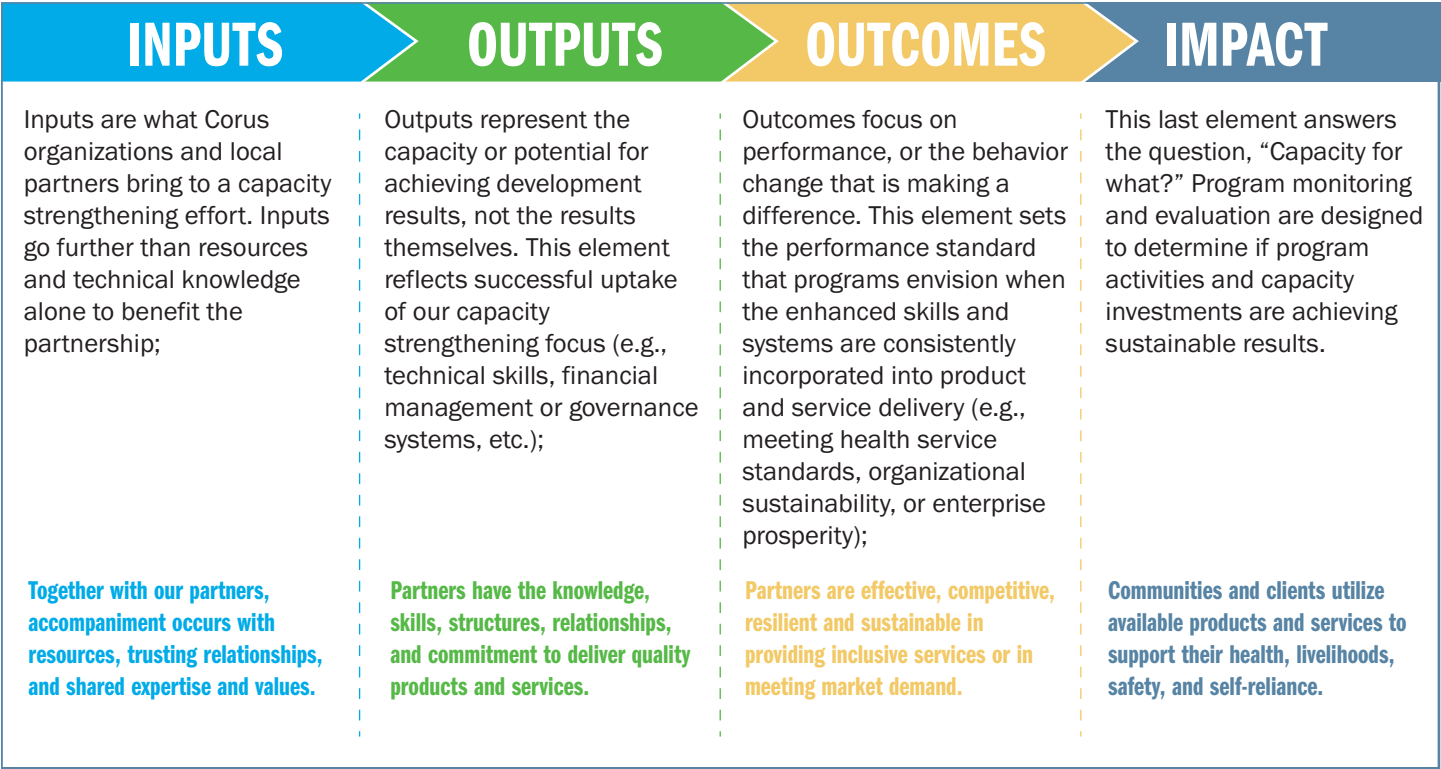 INPUTS
OUTPUTS
OUTCOMES
IMPACT
Inputs are what Corus
organizations and local
partners bring to a capacity
strengthening effort. Inputs
go further than resources
and technical knowledge
alone to benefit the
partnership;
Together with our partners,
accompaniment occurs with
resources, trusting relationships,
and shared expertise and values.
Outputs represent the
capacity or potential for
achieving development
results, not the results
themselves. This element
reflects successful uptake
of our capacity
strengthening focus (e.g.,
technical skills, financial
management or governance
systems, etc.);
Partners have the knowledge,
skills, structures, relationships,
and commitment to deliver quality
products and services.
Outcomes focus on
performance, or the behavior
change that is making a
difference. This element sets
the performance standard
that programs envision when
the enhanced skills and
systems are consistently
incorporated into product
and service delivery (e.g.,
meeting health service
standards, organizational
sustainability, or enterprise
prosperity);
Partners are effective, competitive,
resilient and sustainable in
providing inclusive services or in
meeting market demand.
This last element answers
the question, “Capacity for
what?” Program monitoring
and evaluation are designed
to determine if program
activities and capacity
investments are achieving
sustainable results.
Communities and clients utilize
available products and services to
support their health, livelihoods,
safety, and self-reliance.